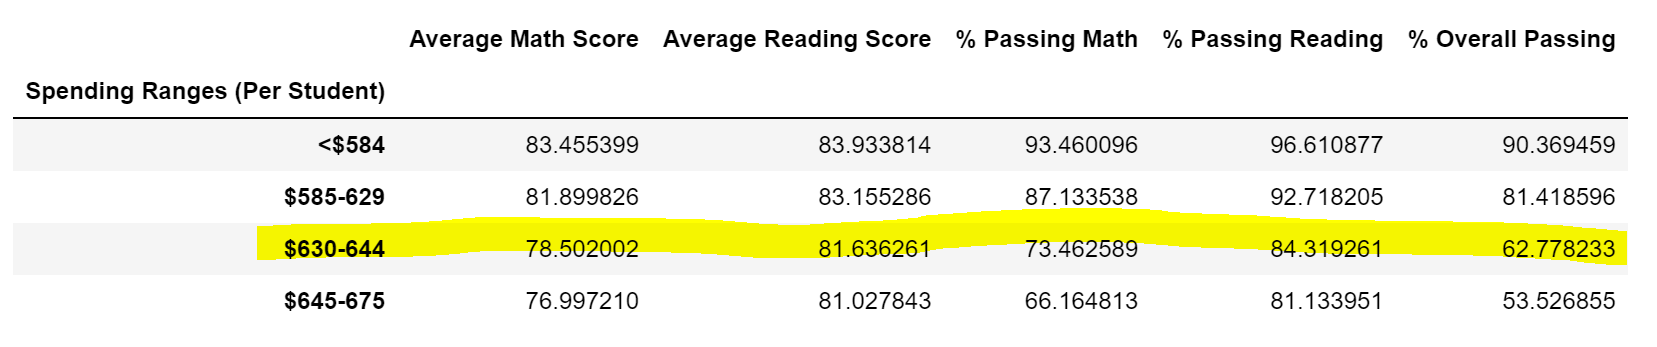 Average Math Score Average Reading Score % Passing Math % Passing Reading % Overall Passing
Spending Ranges (Per Student)
<$584 83.455399 83.933814 93.460096 96.610877 90.369459
$585-629 81.899826 83.155286 87.133538 92.718205 81.418596
$630-644 78.502002 81.636261 73.462589 84.319261 62.778233
$645-675 76.997210 81.027843 66.164813 81.133951 53.526855